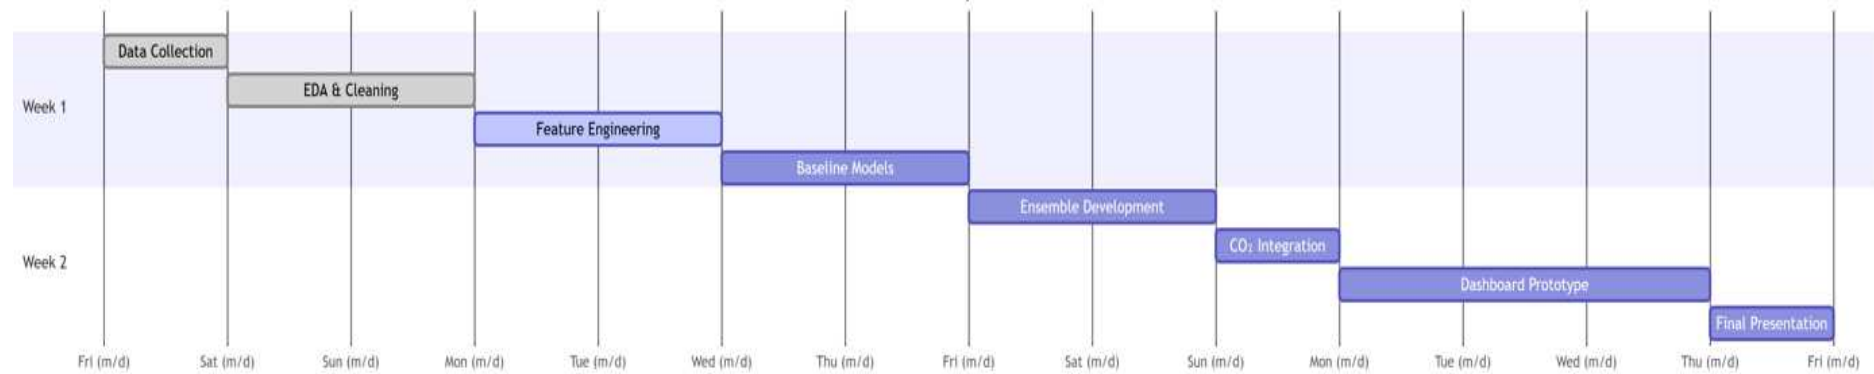 Data Collection
EDA & Cleaning
Week 1
Feature Engineering
Baseline Models
Ensemble Development
CO₂ Integration
Week 2
Dashboard Prototype
Final Presentation
Fri (m/d) Sat (m/d) Sun (m/d) Mon (m/d) Tue (m/d) Wed (m/d) Thu (m/d) Fri (m/d) Sat (m/d) Sun (m/d) Mon (m/d) Tue (m/d) Wed (m/d) Thu (m/d) Fri (m/d)